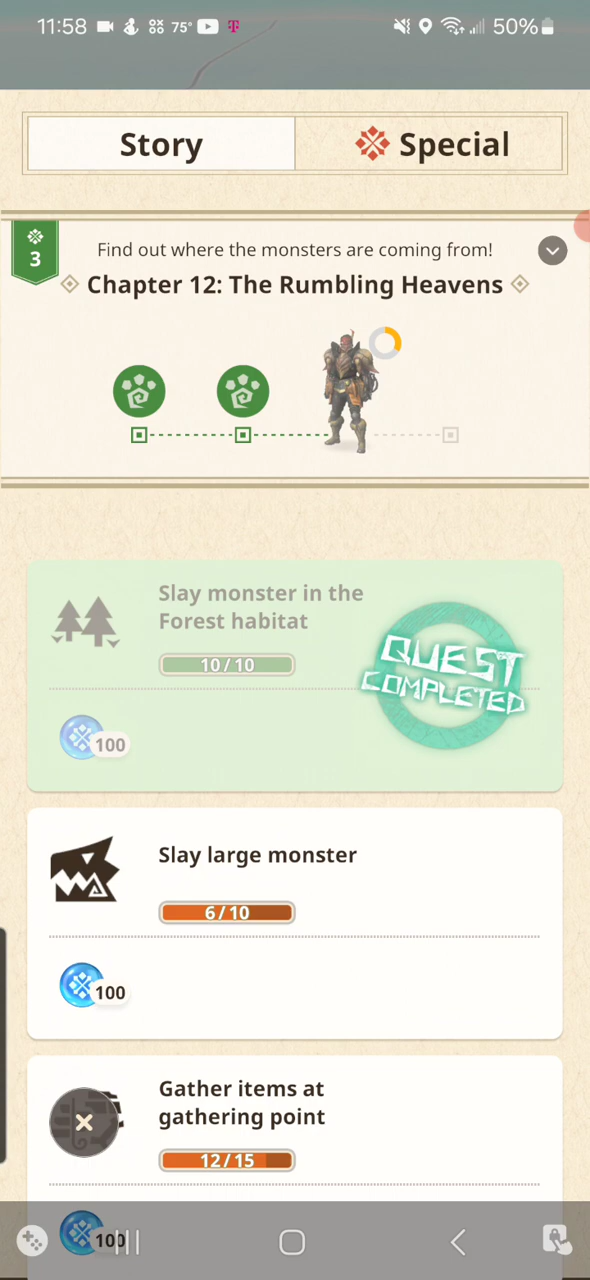 11:58 75° 50%
Story Special
3
Find out where the monsters are coming from!
Chapter 12: The Rumbling Heavens
Slay monster in the
Forest habitat
10/10
QUEST
COMPLETED
100
Slay large monster
6/10
100
Gather items at
gathering point
12/15
100